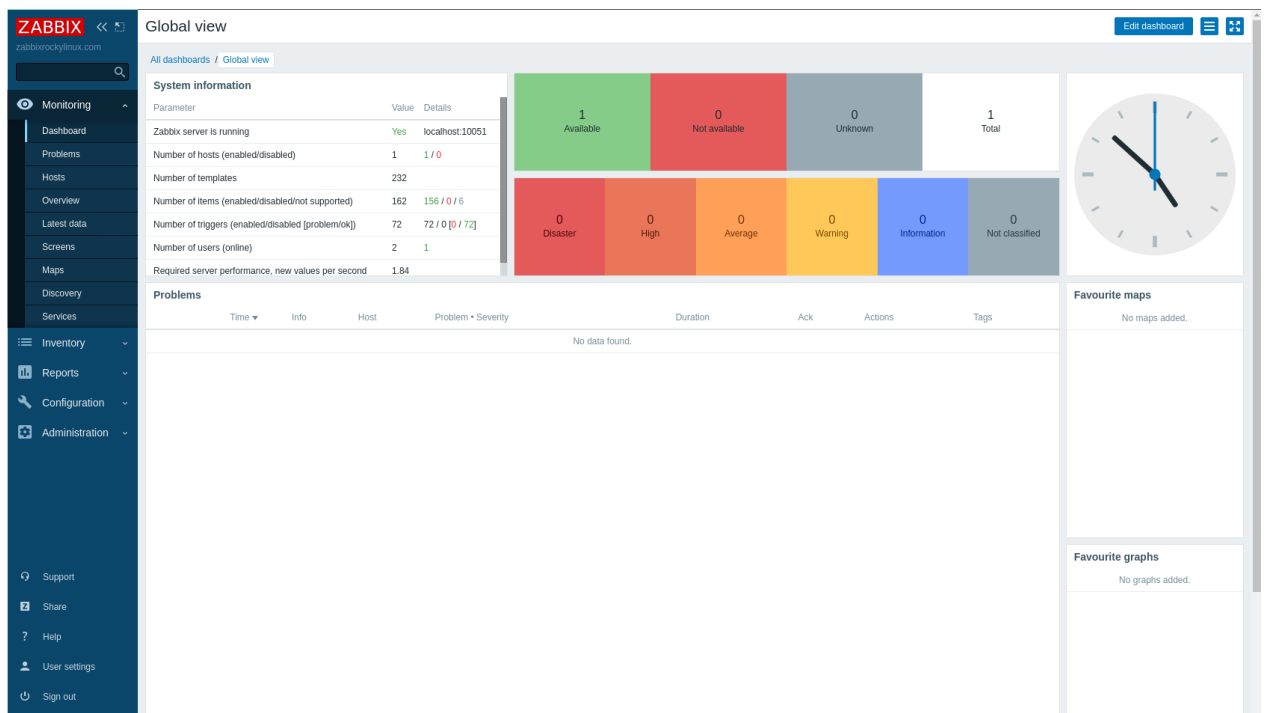 ZABBIX
zabbixrockylinux.com
Monitoring
Dashboard
Problems
Hosts
Overview
Latest data
Screens
Maps
Discovery
Services
Inventory
Reports
Configuration
Administration
Support
Z Share
? Help
User settings
Sign out
Global view
Edit dashboard
All dashboards / Global view
System information
Parameter Value Details
Zabbix server is running Yes localhost:10051
Number of hosts (enabled/disabled) 1 1 / 0
Number of templates 232
Number of items (enabled/disabled/not supported) 162 156 / 0 / 6
Number of triggers (enabled/disabled [problem/ok]) 72 72 / 0 [0 / 72]
Number of users (online) 2 1
Required server performance, new values per second 1.84
1 0 0 1
Available Not available Unknown Total
0 0 0 0 0 0
Disaster High Average Warning Information Not classified
Problems
Time Info Host Problem • Severity Duration Ack Actions Tags
No data found.
Favourite maps
No maps added.
Favourite graphs
No graphs added.